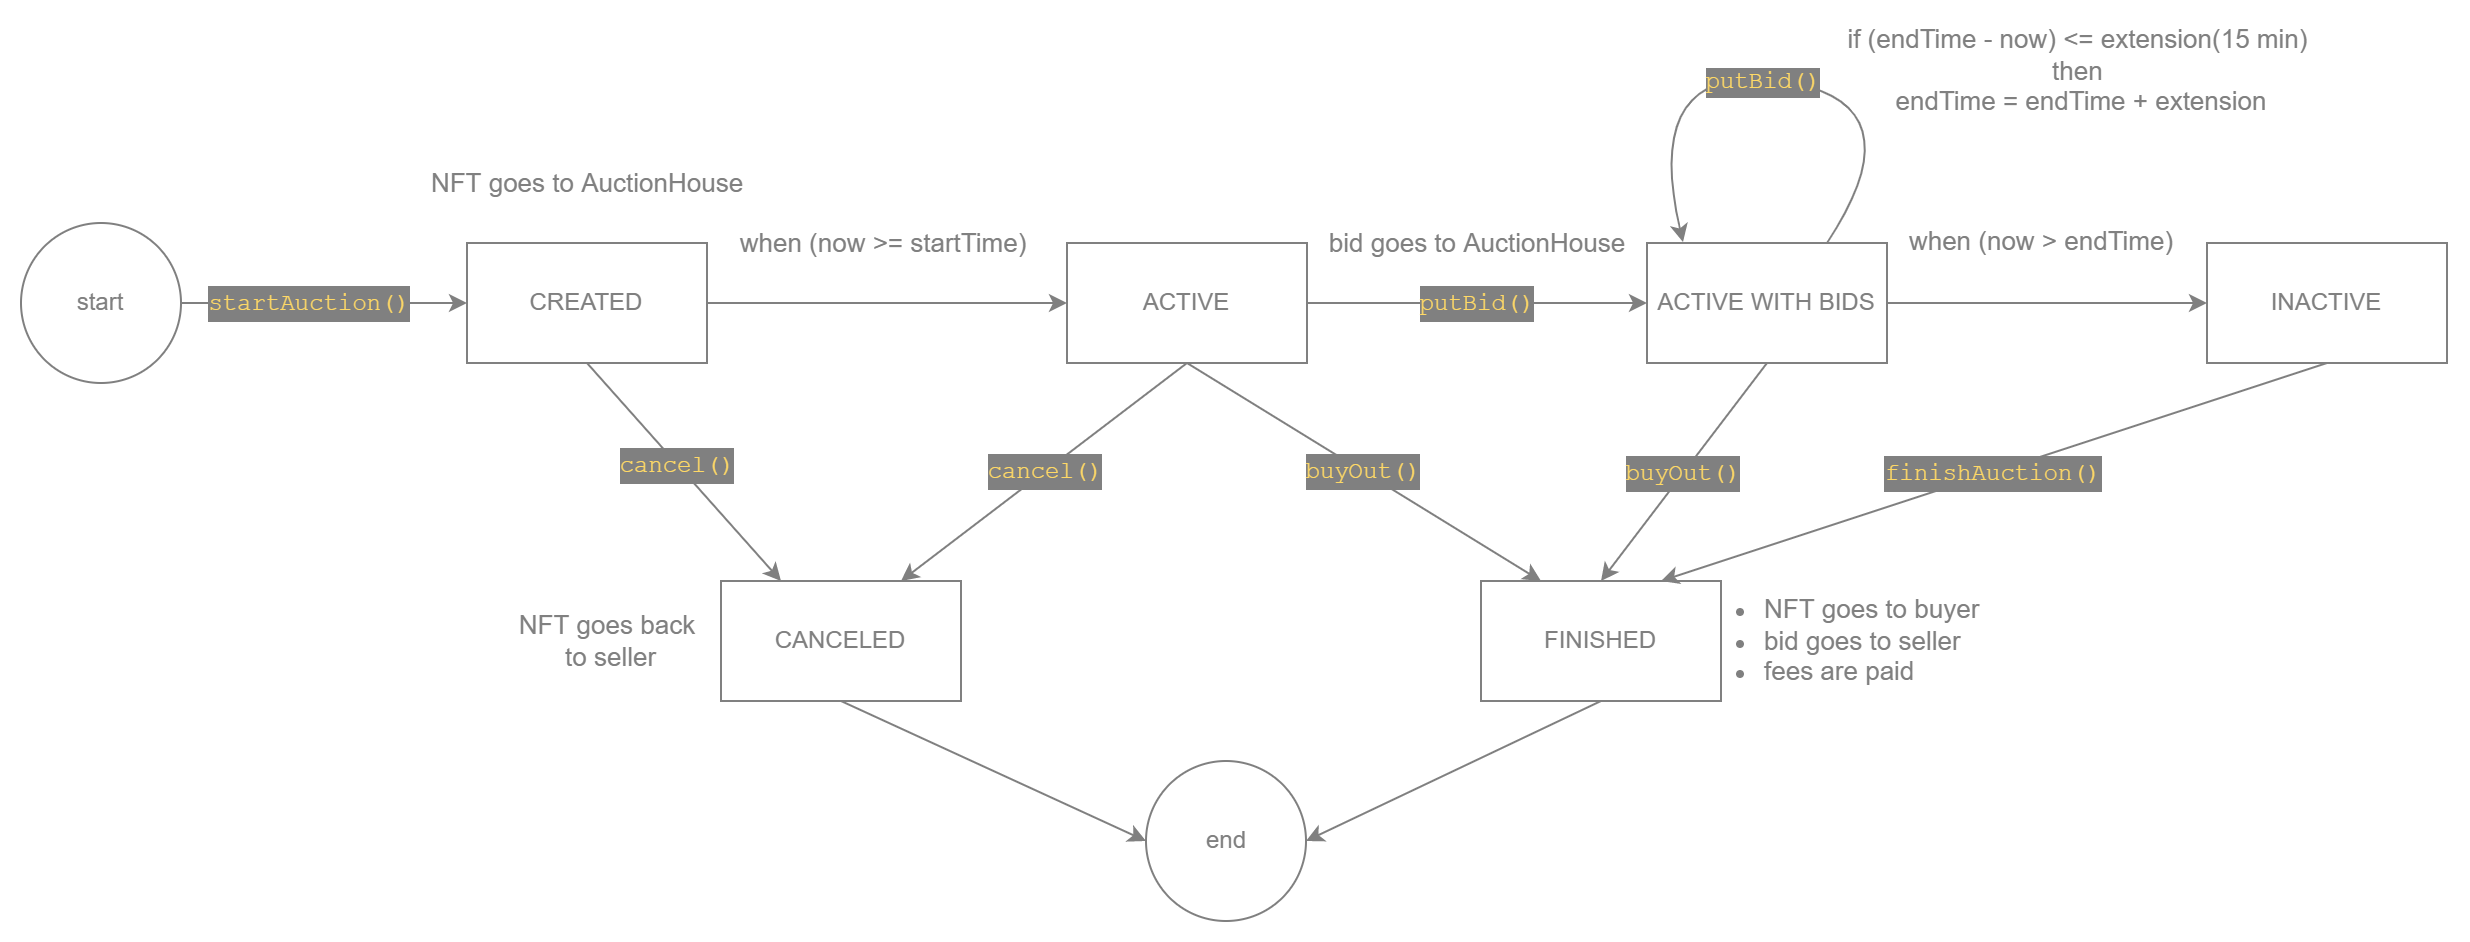 if (endTime - now) <= extension(15 min)
then
endTime = endTime + extension
putBid()
NFT goes to AuctionHouse
when (now >= startTime)
bid goes to AuctionHouse
when (now > endTime)
start
startAuction()
CREATED
ACTIVE
putBid()
ACTIVE WITH BIDS
INACTIVE
cancel()
cancel()
buyOut()
buyOut()
finishAuction()
NFT goes back
to seller
CANCELED
FINISHED
• NFT goes to buyer
• bid goes to seller
• fees are paid
end